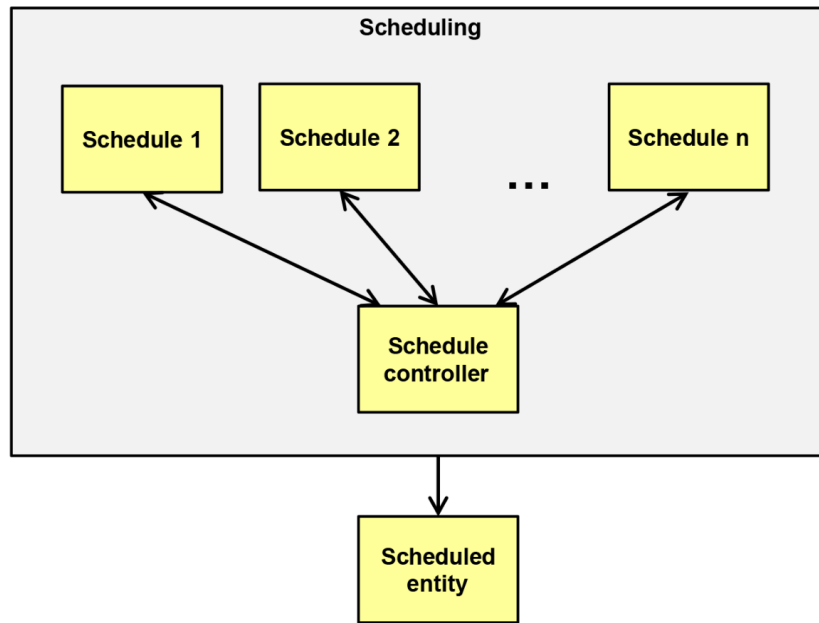 Scheduling
Schedule 1
Schedule 2
...
Schedule n
Schedule
controller
Scheduled
entity